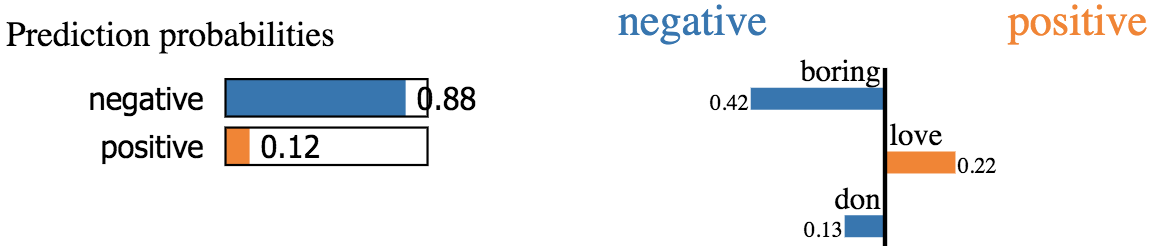 Prediction probabilities
negative 0.88
positive 0.12
negative positive
boring
0.42
love
0.22
don
0.13